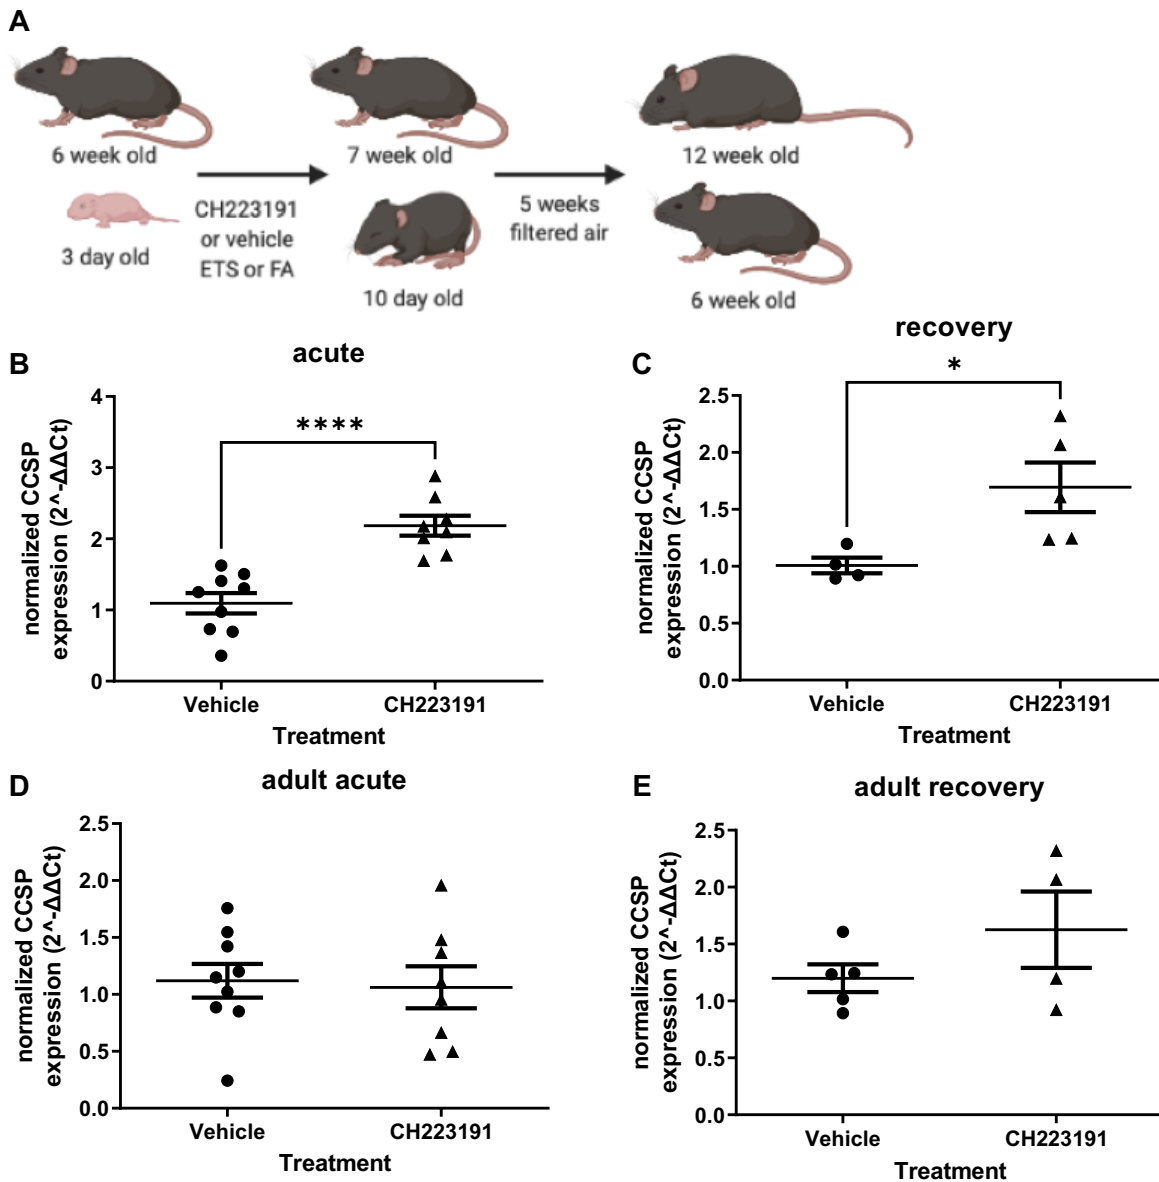 A
6 week old
3 day old
CH223191
or vehicle
ETS or FA
7 week old
10 day old
5 weeks
filtered air
12 week old
6 week old
B
acute
normalized CCSP
expression (2^-ΔΔCt)
4
3
2
1
0
****
Vehicle
CH223191
Treatment
C
recovery
normalized CCSP
expression (2^-ΔΔCt)
2.5
2.0
1.5
1.0
0.5
0.0
*
Vehicle
CH223191
Treatment
D
adult acute
normalized CCSP
expression (2^-ΔΔCt)
2.5
2.0
1.5
1.0
0.5
0.0
Vehicle
CH223191
Treatment
E
adult recovery
normalized CCSP
expression (2^-ΔΔCt)
2.5
2.0
1.5
1.0
0.5
0.0
Vehicle
CH223191
Treatment